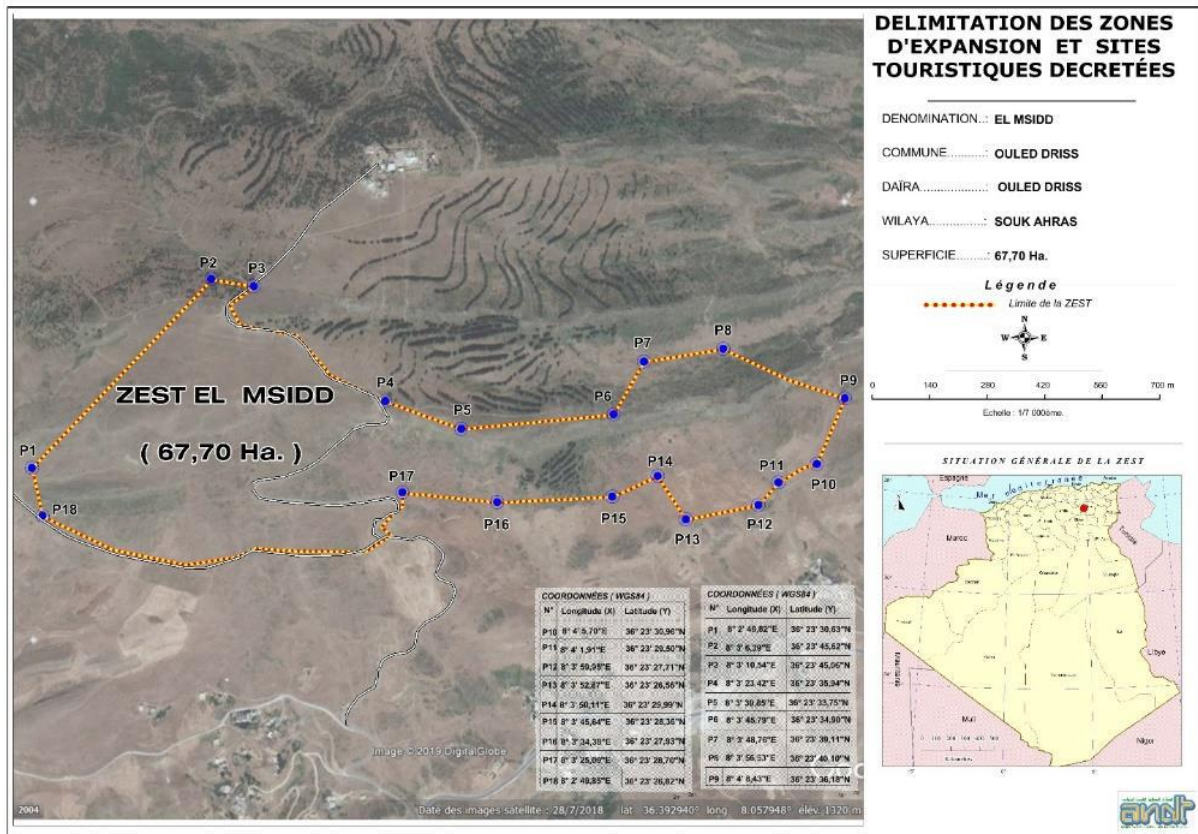 DELIMITATION DES ZONES
D'EXPANSION ET SITES
TOURISTIQUES DECRETÉES
DENOMINATION..: EL MSIDD
COMMUNE..........: OULED DRISS
DAÏRA...................: OULED DRISS
WILAYA................: SOUK AHRAS
SUPERFICIE.........: 67,70 Ha.
Légende
Limite de la ZEST
N
W E
S
0 140 280 420 560 700 m
Echelle : 1/7 000ème.
SITUATION GÉNÉRALE DE LA ZEST
Espagne
Mer méditerranée
Maroc
Tunisie
Libye
Mali
Niger
P2
P3
P8
P7
P9
P4
ZEST EL MSIDD
P6
P5
( 67,70 Ha. )
P1
P14
P11
P10
P17
P18
P16
P15
P12
P13
COORDONNÉES ( WGS84 )
N° Longitude (X) Latitude (Y)
P10 8° 4' 5,70"E 36° 23' 30,96"N
P11 8° 4' 1,91"E 36° 23' 29,50"N
P12 8° 3' 59,95"E 36° 23' 27,71"N
P13 8° 3' 52,87"E 36° 23' 26,56"N
P14 8° 3' 50,11"E 36° 23' 29,99"N
P15 8° 3' 45,64"E 36° 23' 28,36"N
P16 8° 3' 34,39"E 36° 23' 27,93"N
P17 8° 3' 25,09"E 36° 23' 28,70"N
P18 8° 2' 49,85"E 36° 23' 26,82"N
COORDONNÉES ( WGS84 )
N° Longitude (X) Latitude (Y)
P1 8° 2' 49,82"E 36° 23' 30,63"N
P2 8° 3' 6,39"E 36° 23' 45,62"N
P3 8° 3' 10,54"E 36° 23' 45,06"N
P4 8° 3' 23,42"E 36° 23' 35,94"N
P5 8° 3' 30,85"E 36° 23' 33,75"N
P6 8° 3' 45,79"E 36° 23' 34,90"N
P7 8° 3' 48,76"E 36° 23' 39,11"N
P8 8° 3' 56,53"E 36° 23' 40,10"N
P9 8° 4' 8,43"E 36° 23' 36,18"N
Image © 2019 DigitalGlobe
2004
Date des images satellite : 28/7/2018 lat 36.392940° long 8.057948° élev. 1320 m
andt